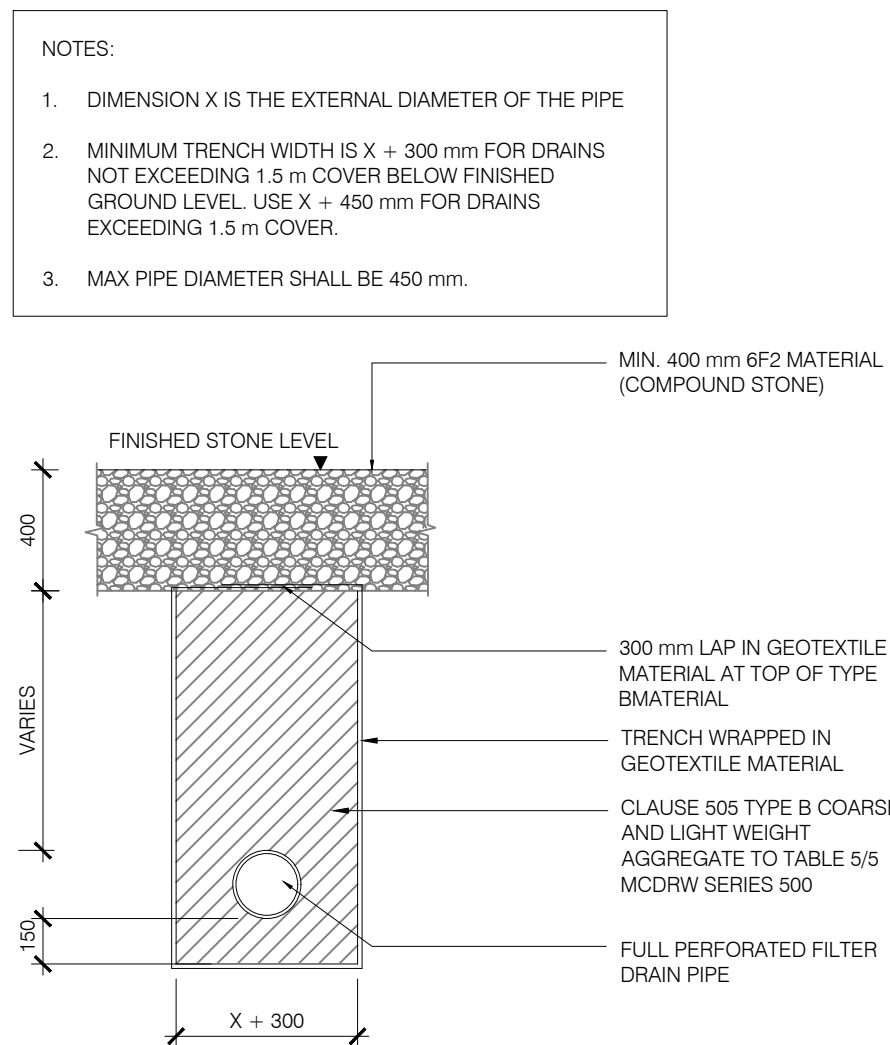 NOTES:
1. DIMENSION X IS THE EXTERNAL DIAMETER OF THE PIPE
2. MINIMUM TRENCH WIDTH IS X + 300 mm FOR DRAINS
NOT EXCEEDING 1.5 m COVER BELOW FINISHED
GROUND LEVEL. USE X + 450 mm FOR DRAINS
EXCEEDING 1.5 m COVER.
3. MAX PIPE DIAMETER SHALL BE 450 mm.
MIN. 400 mm 6F2 MATERIAL
(COMPOUND STONE)
FINISHED STONE LEVEL
400
300 mm LAP IN GEOTEXTILE
MATERIAL AT TOP OF TYPE
BMATERIAL
VARIES
TRENCH WRAPPED IN
GEOTEXTILE MATERIAL
CLAUSE 505 TYPE B COARSE
AND LIGHT WEIGHT
AGGREGATE TO TABLE 5/5
MCDRW SERIES 500
150
FULL PERFORATED FILTER
DRAIN PIPE
X + 300